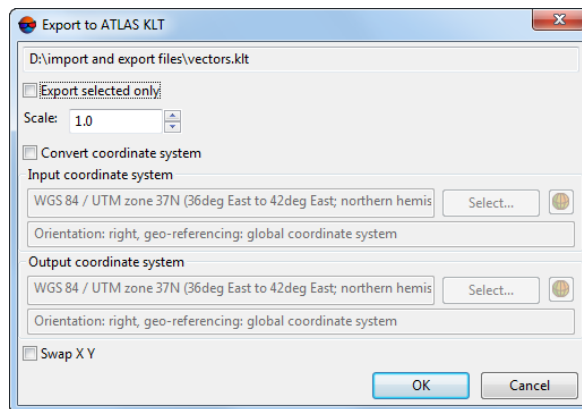 Export to ATLAS KLT
D:\import and export files\vectors.klt
Export selected only
Scale: 1.0
Convert coordinate system
Input coordinate system
WGS 84 / UTM zone 37N (36deg East to 42deg East; northern hemis Select...
Orientation: right, geo-referencing: global coordinate system
Output coordinate system
WGS 84 / UTM zone 37N (36deg East to 42deg East; northern hemis Select...
Orientation: right, geo-referencing: global coordinate system
Swap X Y
OK Cancel